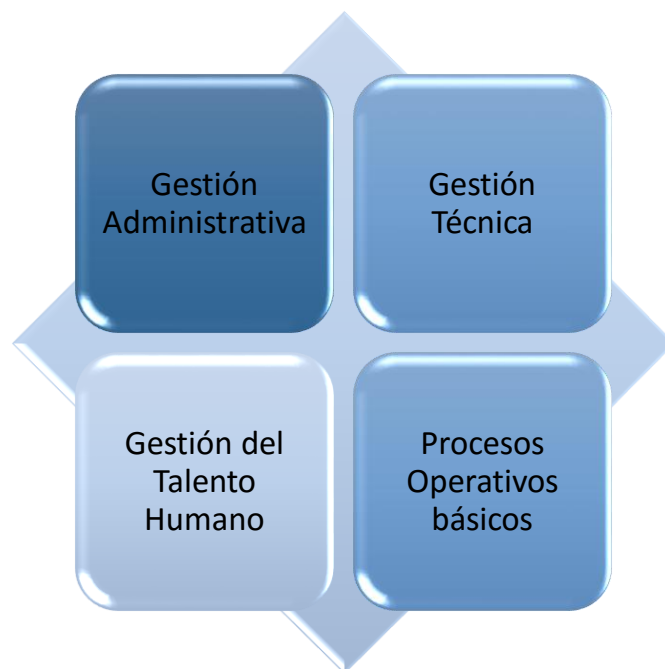 Gestión
Administrativa
Gestión
Técnica
Gestión del
Talento
Humano
Procesos
Operativos
básicos